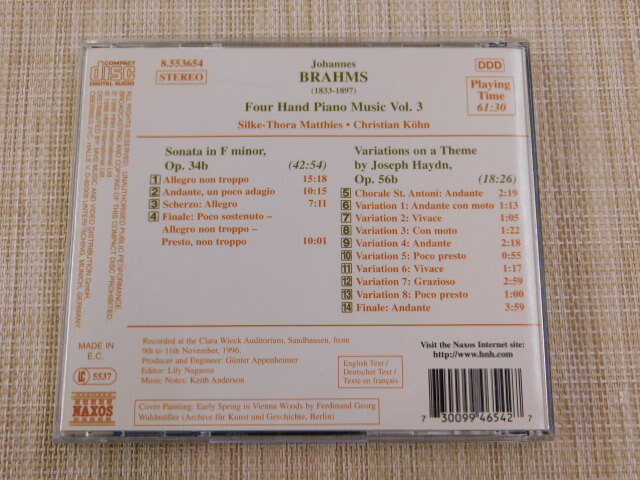 COMPACT
disc
DIGITAL AUDIO
8.553654
STEREO
Johannes
BRAHMS
(1833-1897)
Four Hand Piano Music Vol. 3
Silke-Thora Matthies • Christian Köhn
DDD
Playing
Time
61:30
Sonata in F minor,
Op. 34b (42:54)
1 Allegro non troppo 15:18
2 Andante, un poco adagio 10:15
3 Scherzo: Allegro 7:11
4 Finale: Poco sostenuto –
Allegro non troppo –
Presto, non troppo 10:01
Variations on a Theme
by Joseph Haydn,
Op. 56b (18:26)
5 Chorale St. Antoni: Andante 2:19
6 Variation 1: Andante con moto 1:13
7 Variation 2: Vivace 1:05
8 Variation 3: Con moto 1:22
9 Variation 4: Andante 2:18
10 Variation 5: Poco presto 0:55
11 Variation 6: Vivace 1:17
12 Variation 7: Grazioso 2:59
13 Variation 8: Poco presto 1:00
14 Finale: Andante 3:59
Recorded at the Clara Wieck Auditorium, Sandhausen, from
9th to 11th November, 1996.
Producer and Engineer: Günter Appenheimer
Editor: Lily Nagaosa
Music Notes: Keith Anderson
English Text /
Deutscher Text /
Texte en français
Visit the Naxos Internet site:
http://www.hnh.com
7 30099 46542 7
MADE IN
E.C.
LC 5537
NAXOS
Cover Painting: Early Spring in Vienna Woods by Ferdinand Georg
Waldmüller (Archive für Kunst und Geschichte, Berlin)